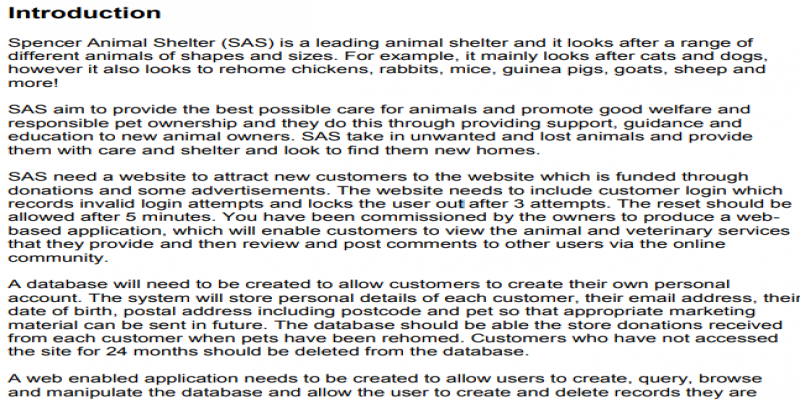 Introduction
Spencer Animal Shelter (SAS) is a leading animal shelter and it looks after a range of
different animals of shapes and sizes. For example, it mainly looks after cats and dogs,
however it also looks to rehome chickens, rabbits, mice, guinea pigs, goats, sheep and
more!
SAS aim to provide the best possible care for animals and promote good welfare and
responsible pet ownership and they do this through providing support, guidance and
education to new animal owners. SAS take in unwanted and lost animals and provide
them with care and shelter and look to find them new homes.
SAS need a website to attract new customers to the website which is funded through
donations and some advertisements. The website needs to include customer login which
records invalid login attempts and locks the user out after 3 attempts. The reset should be
allowed after 5 minutes. You have been commissioned by the owners to produce a web-
based application, which will enable customers to view the animal and veterinary services
that they provide and then review and post comments to other users via the online
community.
A database will need to be created to allow customers to create their own personal
account. The system will store personal details of each customer, their email address, their
date of birth, postal address including postcode and pet so that appropriate marketing
material can be sent in future. The database should be able the store donations received
from each customer when pets have been rehomed. Customers who have not accessed
the site for 24 months should be deleted from the database.
A web enabled application needs to be created to allow users to create, query, browse
and manipulate the database and allow the user to create and delete records they are